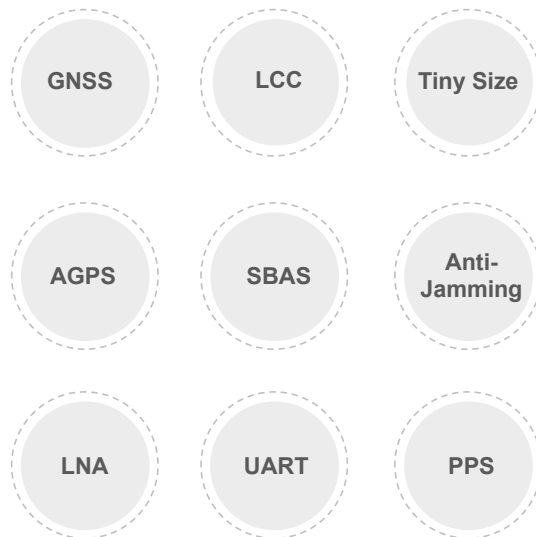 GNSS
LCC
Tiny Size
AGPS
SBAS
Anti-
Jamming
LNA
UART
PPS